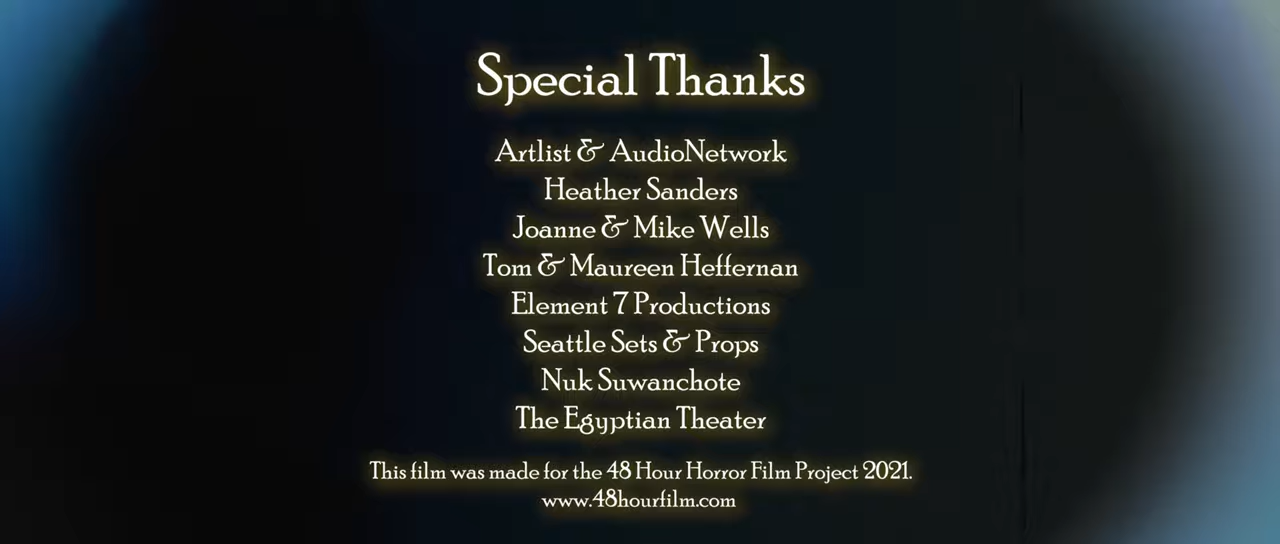 Special Thanks
Artlist & AudioNetwork
Heather Sanders
Joanne & Mike Wells
Tom & Maureen Heffernan
Element 7 Productions
Seattle Sets & Props
Nuk Suwanchote
The Egyptian Theater
This film was made for the 48 Hour Horror Film Project 2021.
www.48hourfilm.com